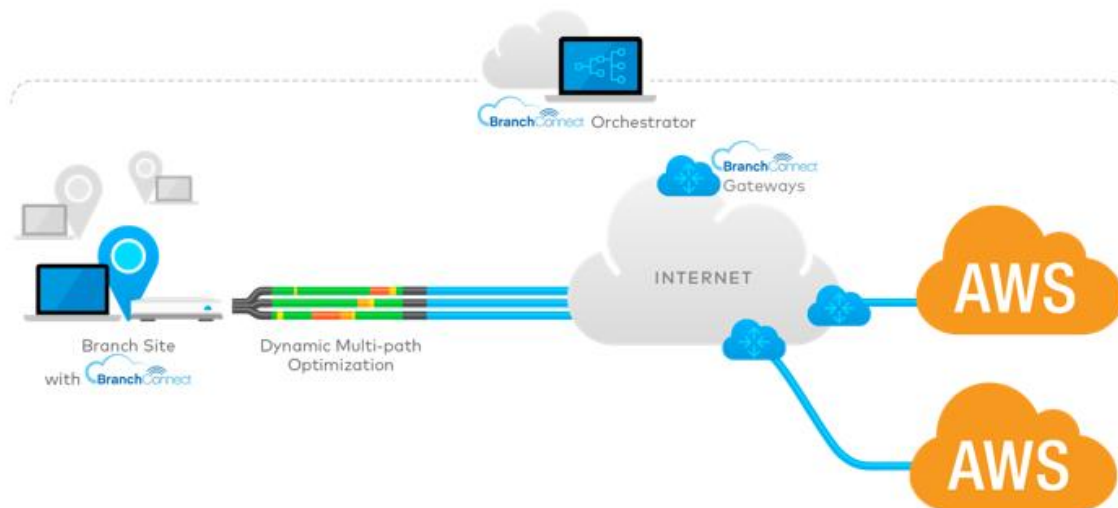 BranchConnect Orchestrator
BranchConnect
Gateways
INTERNET
AWS
Branch Site
with BranchConnect
Dynamic Multi-path
Optimization
AWS